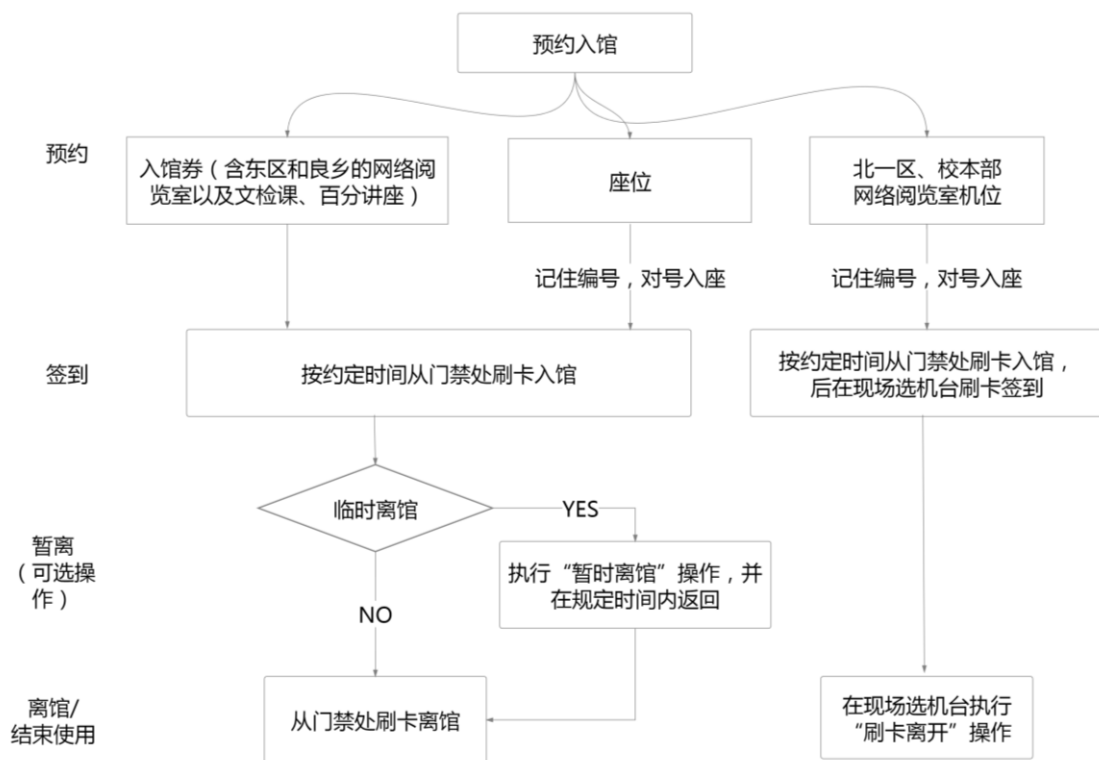 预约入馆
预约
入馆券（含东区和良乡的网络阅
览室以及文检课、百分讲座）
座位
北一区、校本部
网络阅览室机位
记住编号，对号入座
记住编号，对号入座
签到
按约定时间从门禁处刷卡入馆
按约定时间从门禁处刷卡入馆，
后在现场选机台刷卡签到
临时离馆
YES
暂离
（可选操
作）
执行“暂时离馆”操作，并
在规定时间内返回
NO
离馆/
结束使用
从门禁处刷卡离馆
在现场选机台执行
“刷卡离开”操作